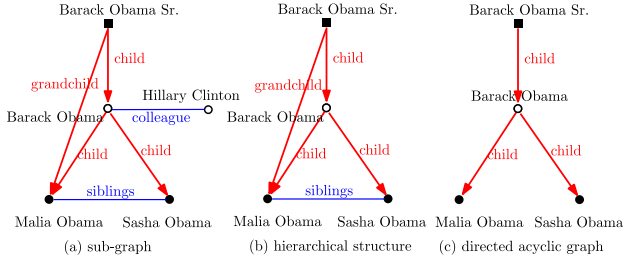 Barack Obama Sr.
child
grandchild
Hillary Clinton
Barack Obama
colleague
child
child
siblings
Malia Obama
Sasha Obama
(a) sub-graph
Barack Obama Sr.
child
grandchild
Barack Obama
child
child
siblings
Malia Obama
Sasha Obama
(b) hierarchical structure
Barack Obama Sr.
child
Barack Obama
child
child
Malia Obama
Sasha Obama
(c) directed acyclic graph